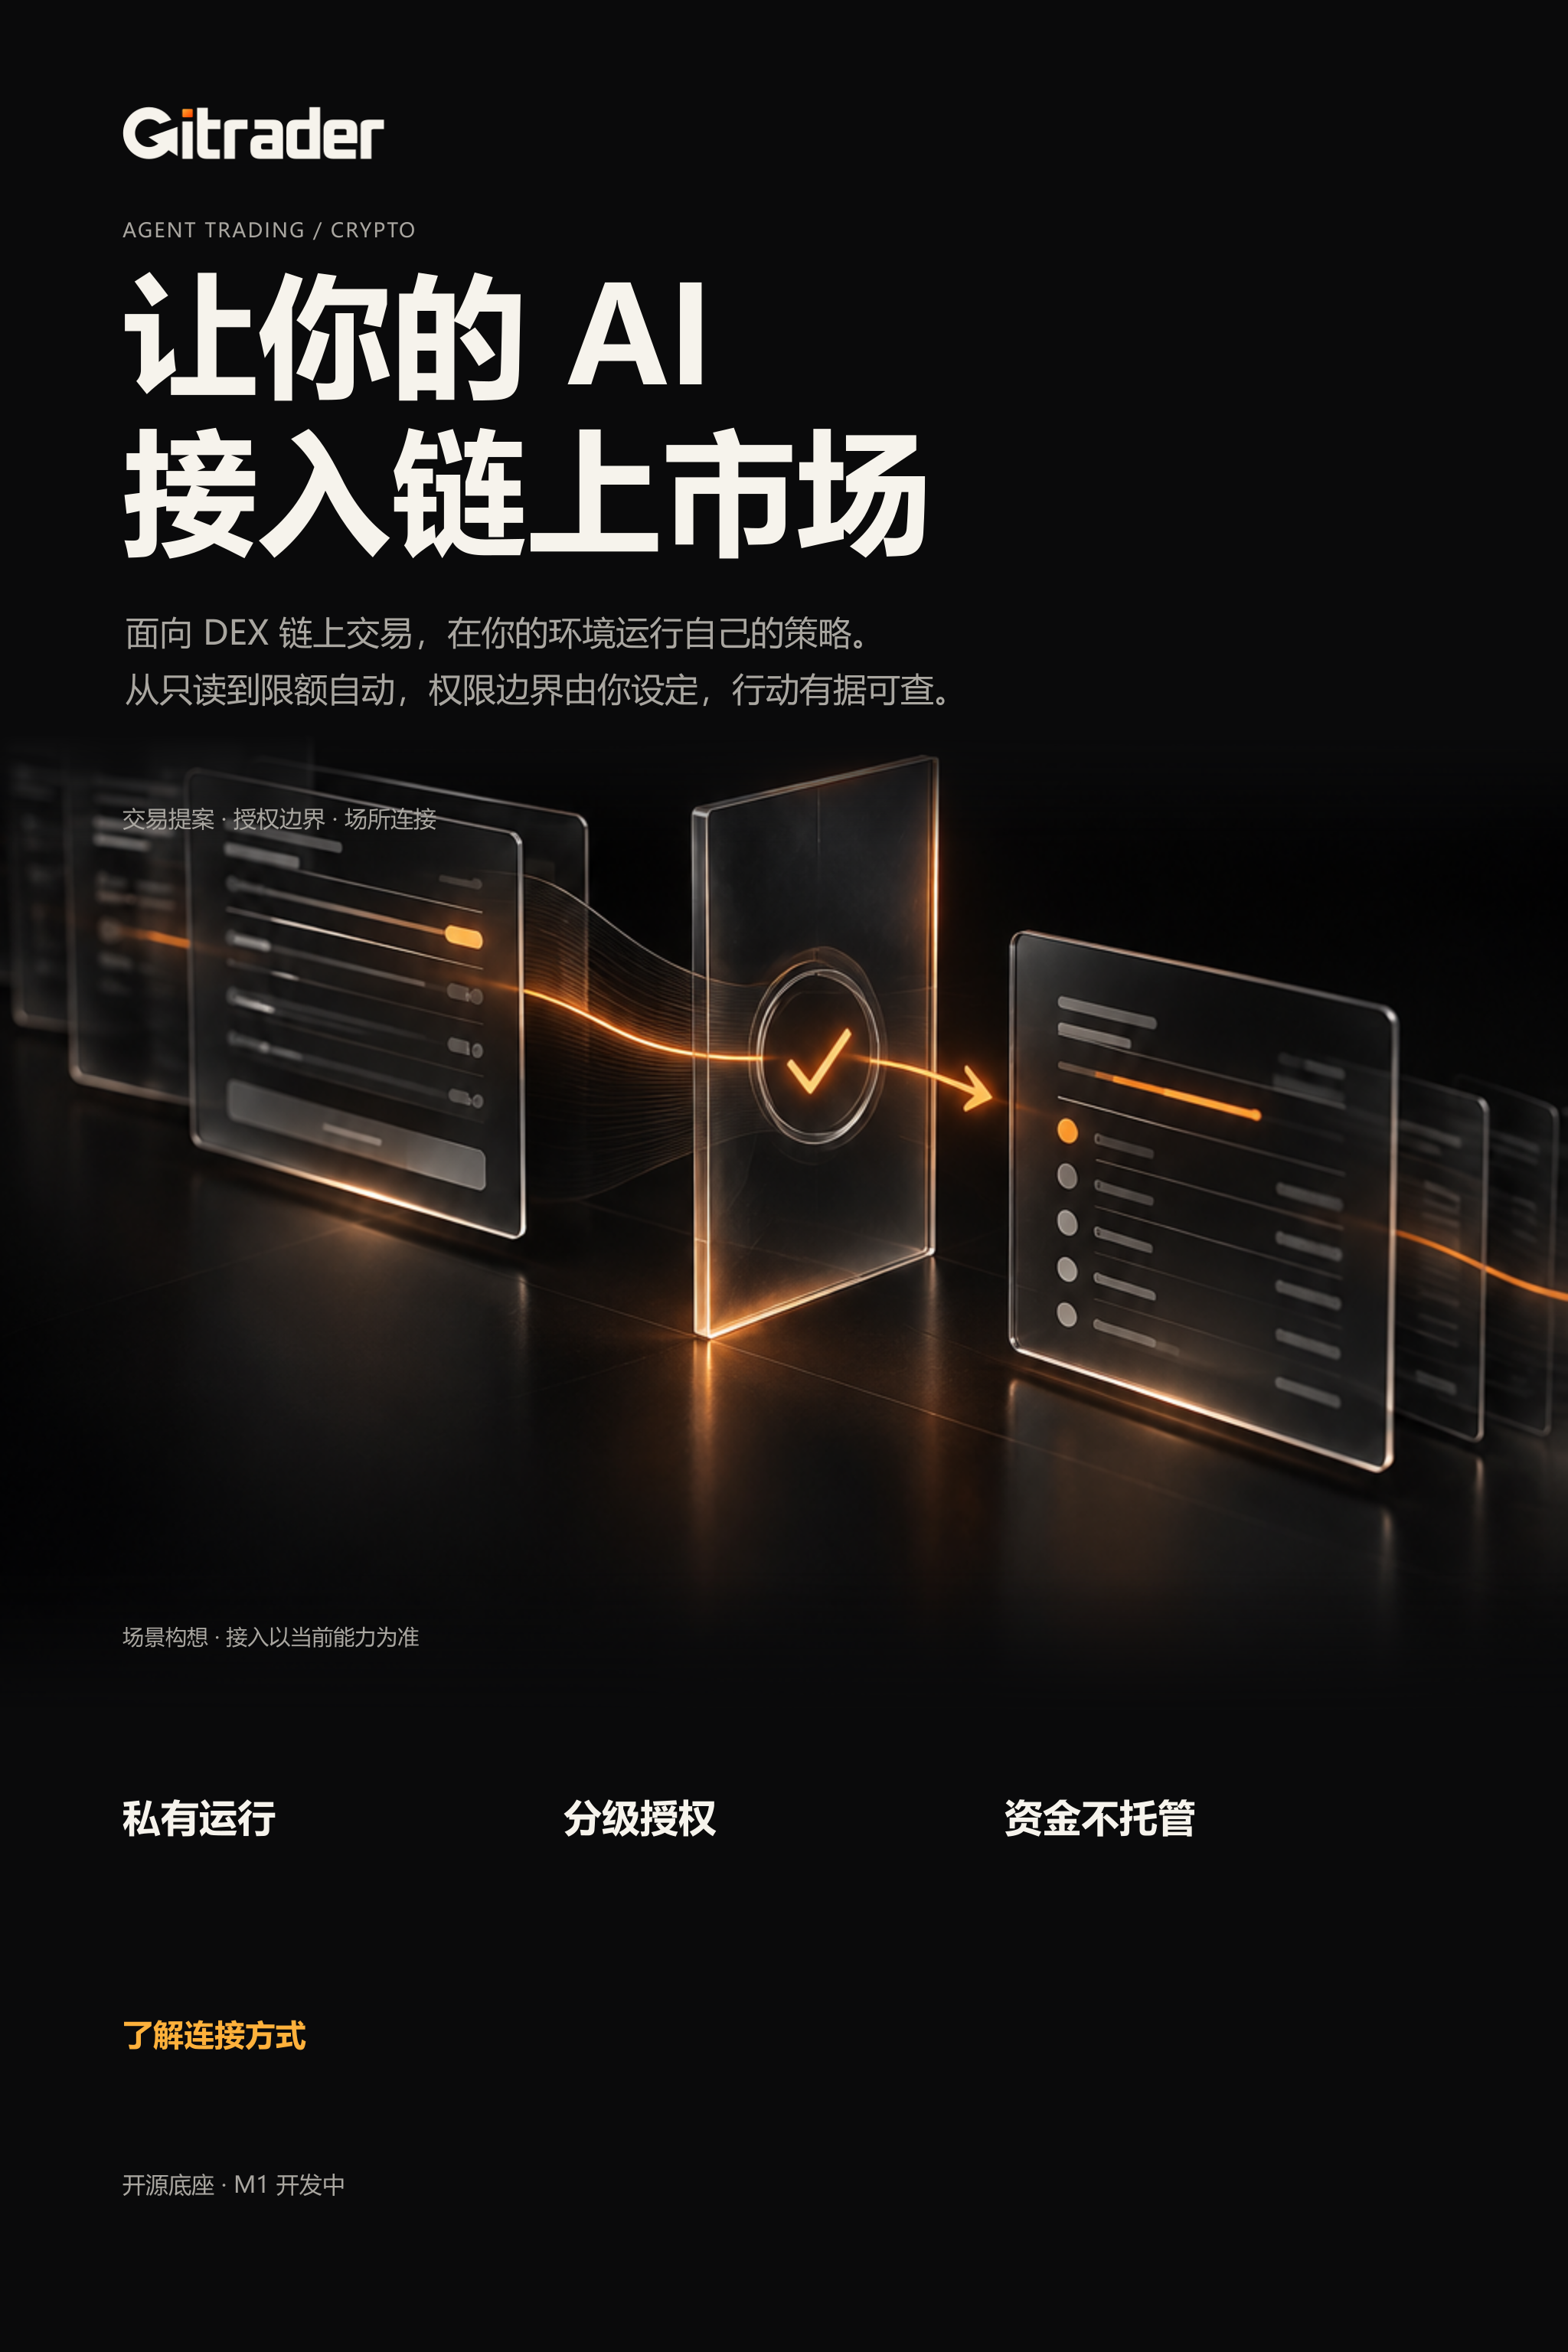 Gitrader
AGENT TRADING / CRYPTO
让你的 AI
接入链上市场
面向 DEX 链上交易，在你的环境运行自己的策略。
从只读到限额自动，权限边界由你设定，行动有据可查。
交易提案 · 授权边界 · 场所连接
场景构想 · 接入以当前能力为准
私有运行
分级授权
资金不托管
了解连接方式
开源底座 · M1 开发中